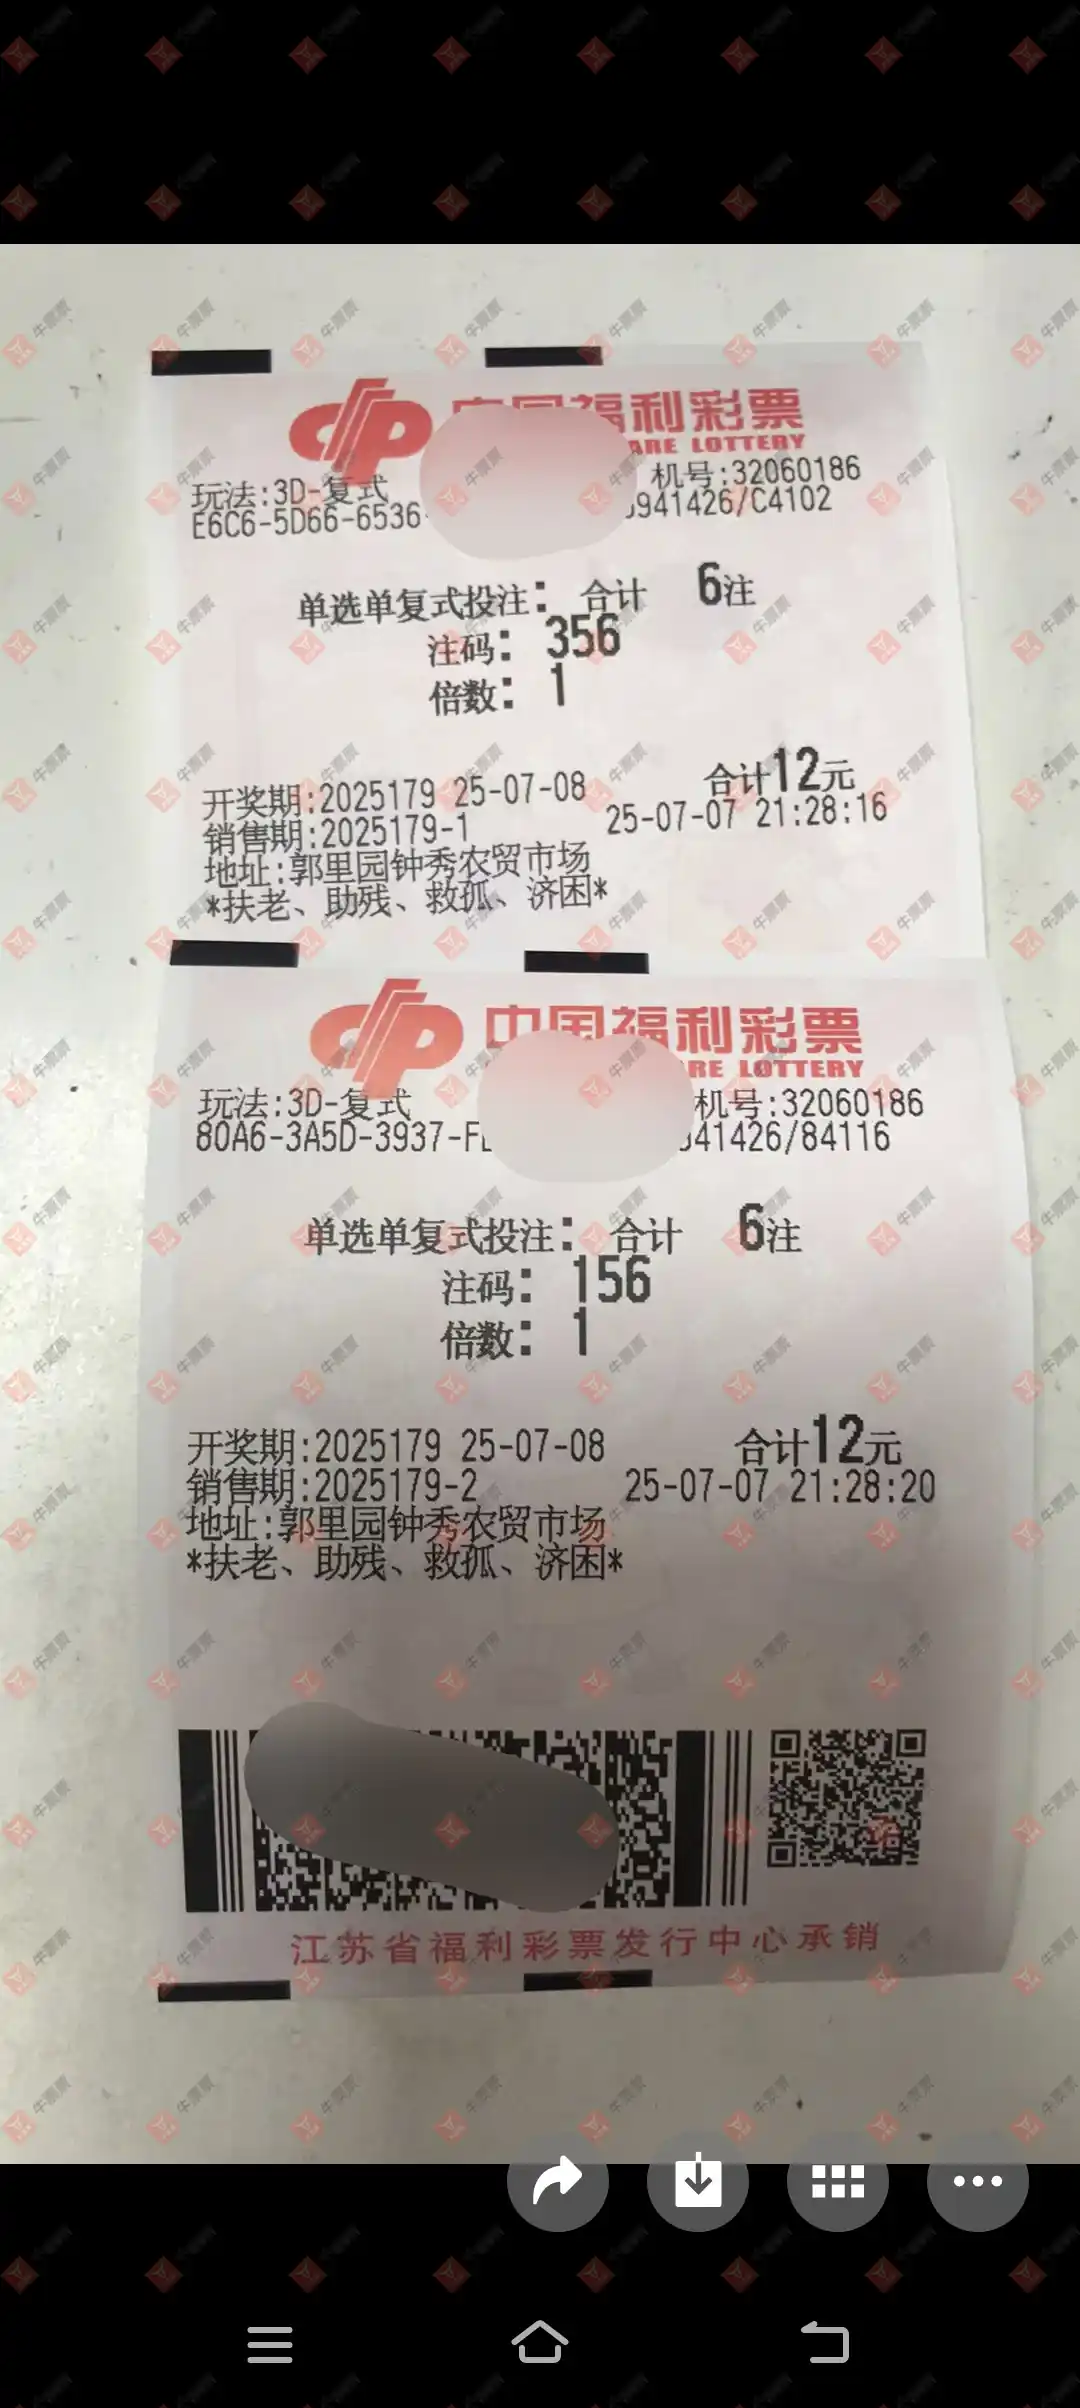 中国福利彩票
ARE LOTTERY
玩法:3D-复式
机号:32060186
E6C6-5D66-6536-
941426/C4102
单选单复式投注: 合计 6注
注码: 356
倍数: 1
合计12元
开奖期:2025179 25-07-08
销售期:2025179-1 25-07-07 21:28:16
地址:郭里园钟秀农贸市场
*扶老、助残、救孤、济困*
中国福利彩票
RE LOTTERY
玩法:3D-复式
机号:32060186
80A6-3A5D-3937-F
41426/84116
单选单复式投注: 合计 6注
注码: 156
倍数: 1
开奖期:2025179 25-07-08 合计12元
销售期:2025179-2 25-07-07 21:28:20
地址:郭里园钟秀农贸市场
*扶老、助残、救孤、济困*
江苏省福利彩票发行中心承销
牛票票